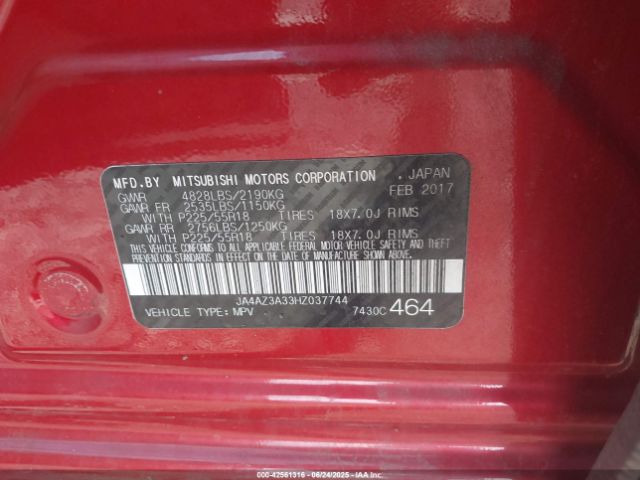 MFD.BY MITSUBISHI MOTORS CORPORATION . JAPAN
GVWR 4828LBS/2190KG FEB 2017
GAWR FR 2535LBS/1150KG
WITH P225/55R18 TIRES 18X7.0J RIMS
GAWR RR 2756LBS/1250KG
WITH P225/55R18 TIRES 18X7.0J RIMS
THIS VEHICLE CONFORMS TO ALL APPLICABLE FEDERAL MOTOR VEHICLE SAFETY AND THEFT
PREVENTION STANDARDS IN EFFECT ON THE DATE OF MANUFACTURE SHOWN ABOVE.
JA4AZ3A33HZ037744
VEHICLE TYPE: MPV 7430C 464
000-42561316 - 06/24/2025 - IAA Inc.